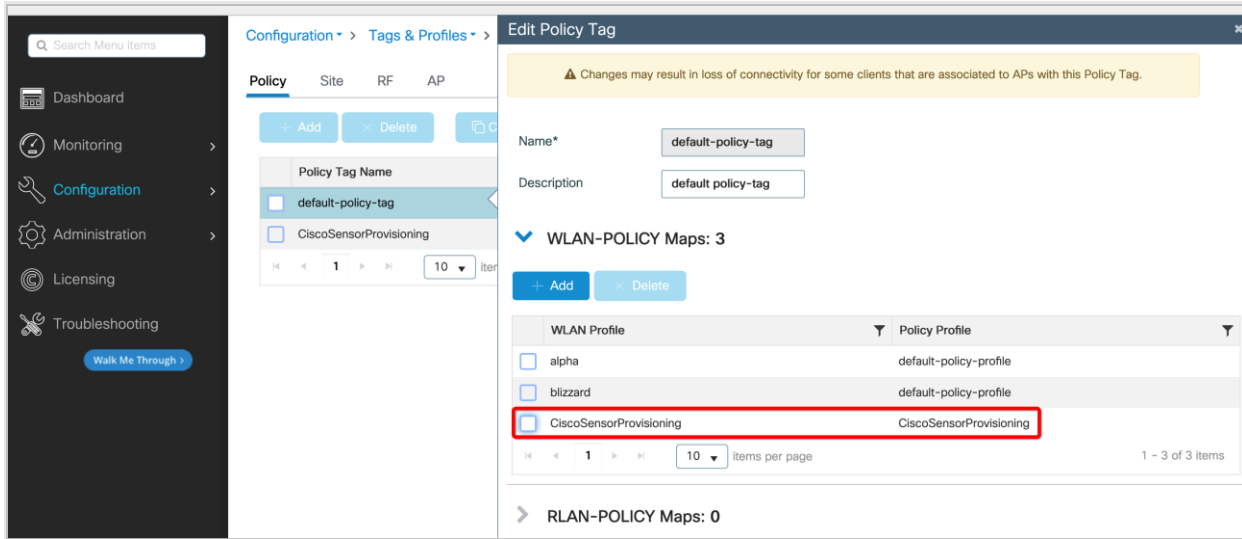 Search Menu Items
Dashboard
Monitoring
Configuration
Administration
Licensing
Troubleshooting
Walk Me Through >
Configuration > Tags & Profiles >
Policy Site RF AP
+ Add × Delete C
Policy Tag Name
default-policy-tag
CiscoSensorProvisioning
1 10 iter
Edit Policy Tag
Changes may result in loss of connectivity for some clients that are associated to APs with this Policy Tag.
Name* default-policy-tag
Description default policy-tag
WLAN-POLICY Maps: 3
+ Add × Delete
WLAN Profile Policy Profile
alpha default-policy-profile
blizzard default-policy-profile
CiscoSensorProvisioning CiscoSensorProvisioning
1 10 items per page 1 - 3 of 3 items
RLAN-POLICY Maps: 0